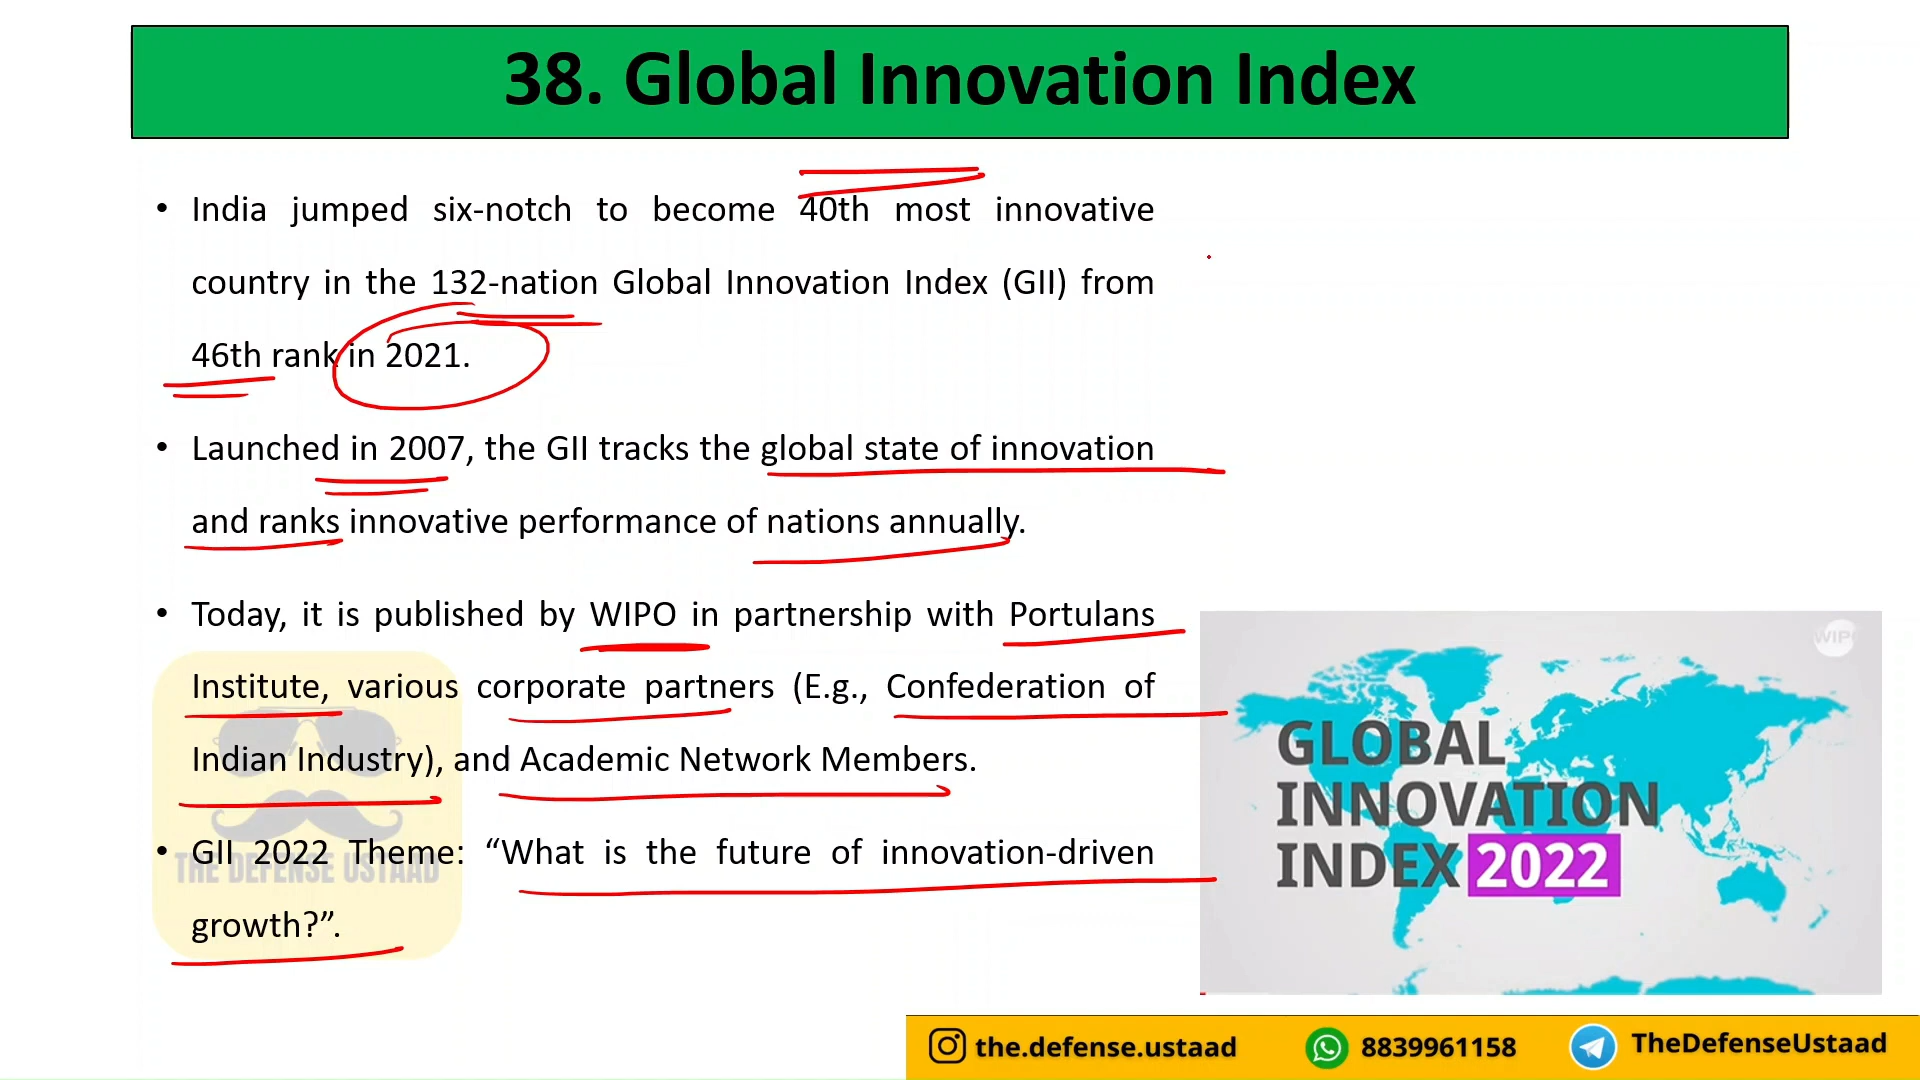 38. Global Innovation Index
• India jumped six-notch to become 40th most innovative
country in the 132-nation Global Innovation Index (GII) from
46th rank in 2021.
• Launched in 2007, the GII tracks the global state of innovation
and ranks innovative performance of nations annually.
• Today, it is published by WIPO in partnership with Portulans
Institute, various corporate partners (E.g., Confederation of
Indian Industry), and Academic Network Members.
• GII 2022 Theme: “What is the future of innovation-driven
growth?”.
THE DEFENSE USTAAD
WIPO
GLOBAL
INNOVATION
INDEX 2022
the.defense.ustaad
8839961158
TheDefenseUstaad